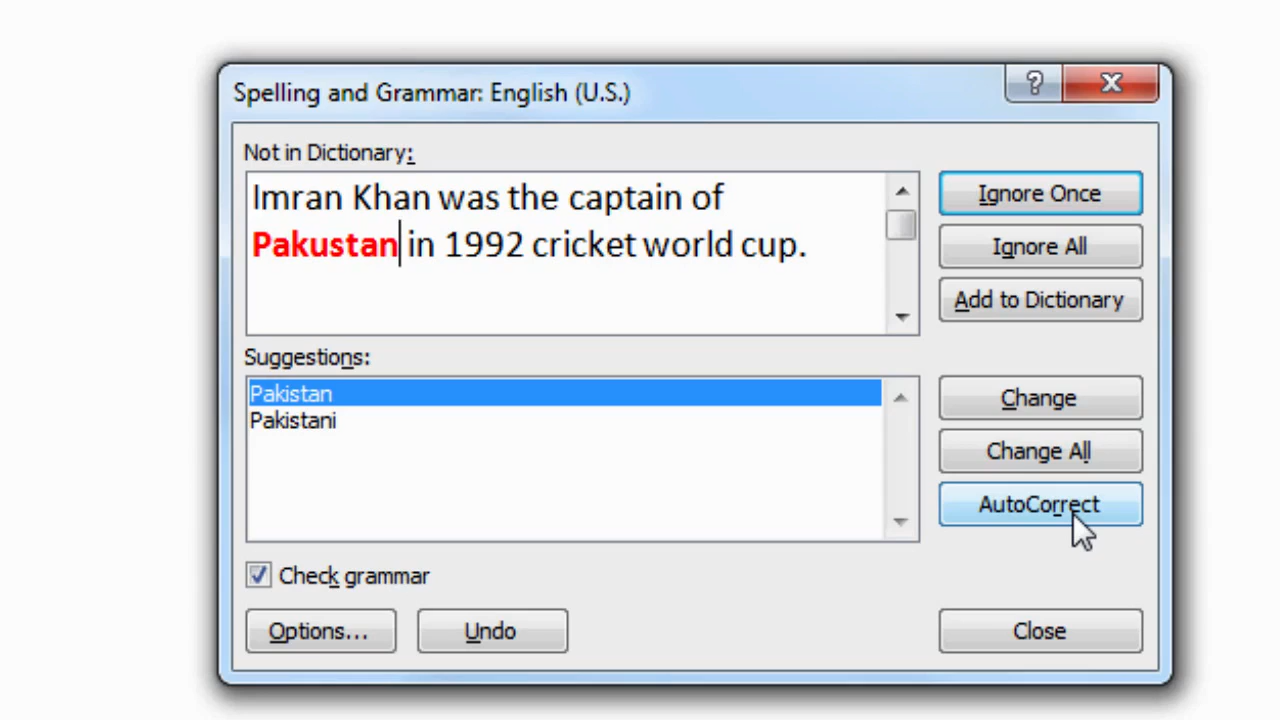 Spelling and Grammar: English (U.S.)
?
X
Not in Dictionary:
Imran Khan was the captain of
Pakustan in 1992 cricket world cup.
Ignore Once
Ignore All
Add to Dictionary
Suggestions:
Pakistan
Pakistani
Change
Change All
AutoCorrect
Check grammar
Options...
Undo
Close